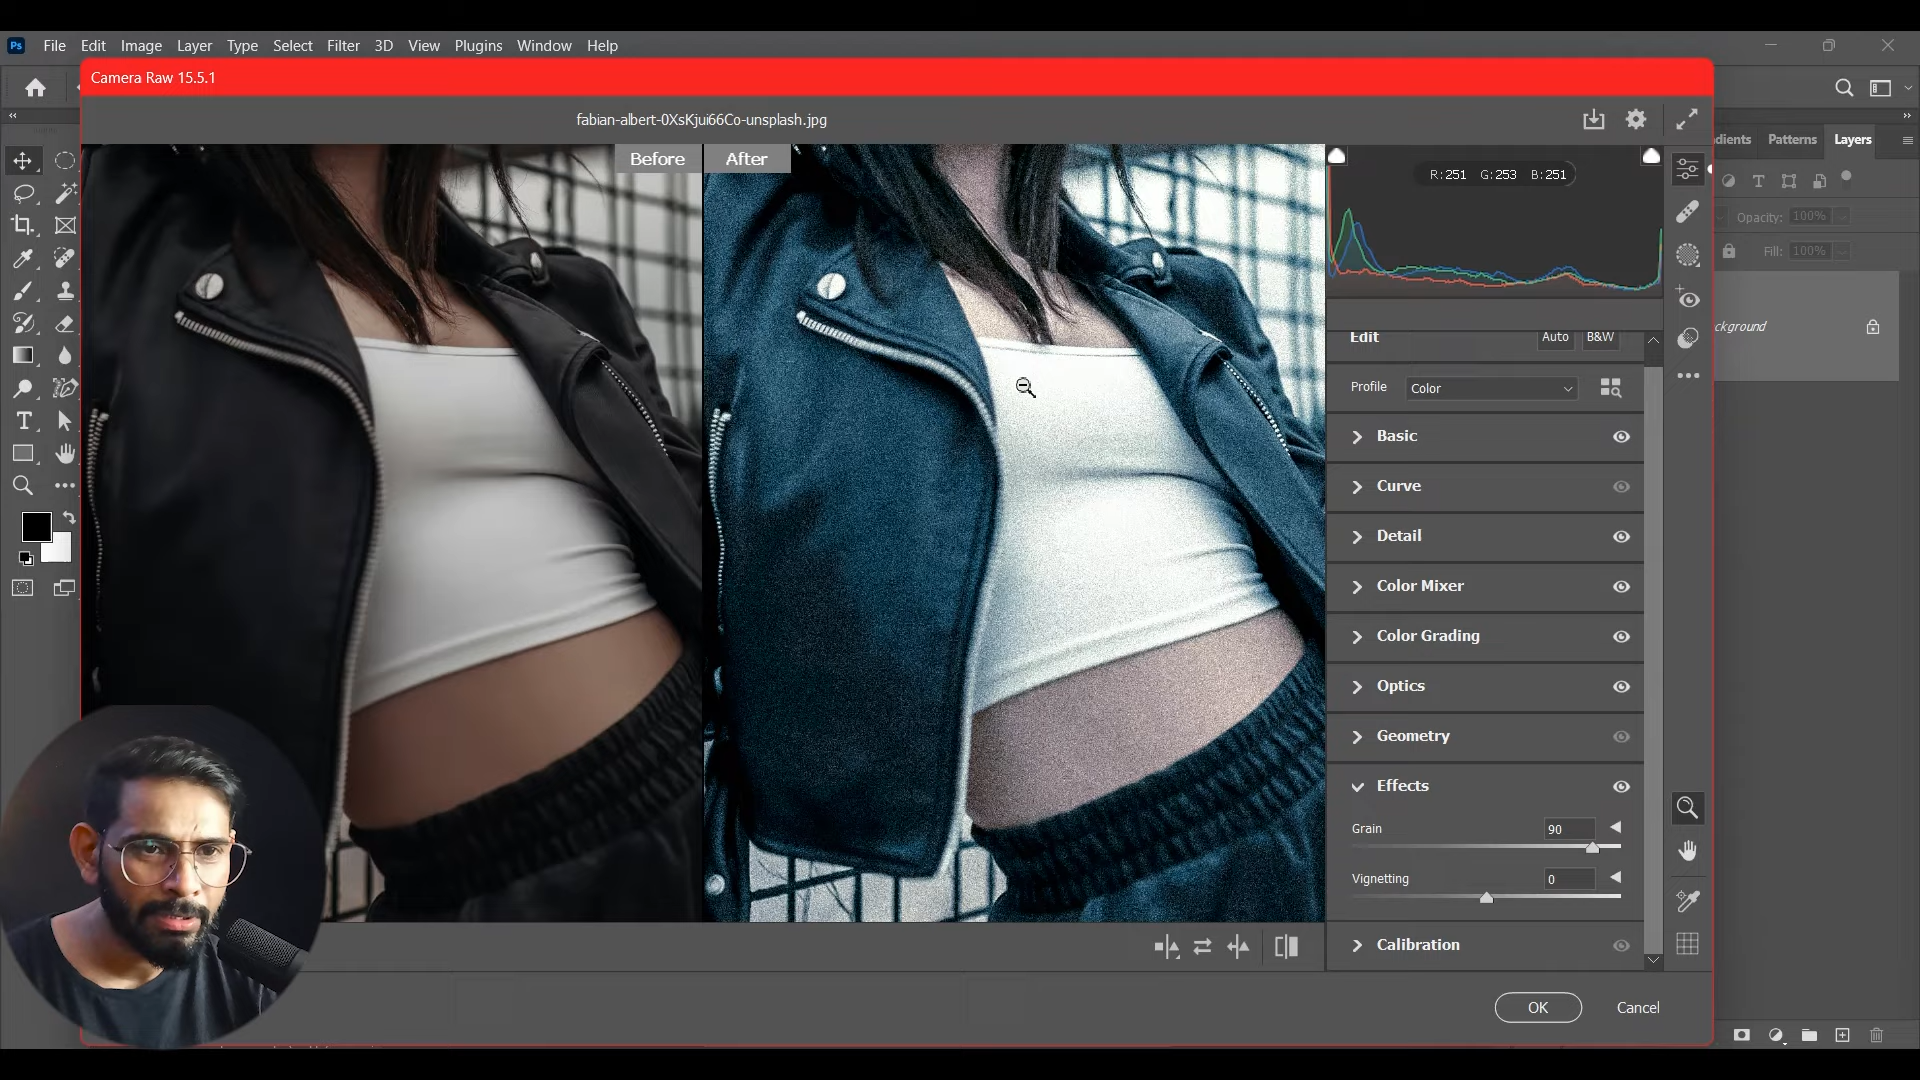 Ps File Edit Image Layer Type Select Filter 3D View Plugins Window Help
Camera Raw 15.5.1
fabian-albert-0XsKjui66Co-unsplash.jpg
dients Patterns Layers
Before After
R:251 G:253 B:251
Opacity: 100%
Fill: 100%
ckground
Edit Auto B&W
Profile Color
Basic
Curve
Detail
Color Mixer
Color Grading
Optics
Geometry
Effects
Grain 90
Vignetting 0
Calibration
OK Cancel